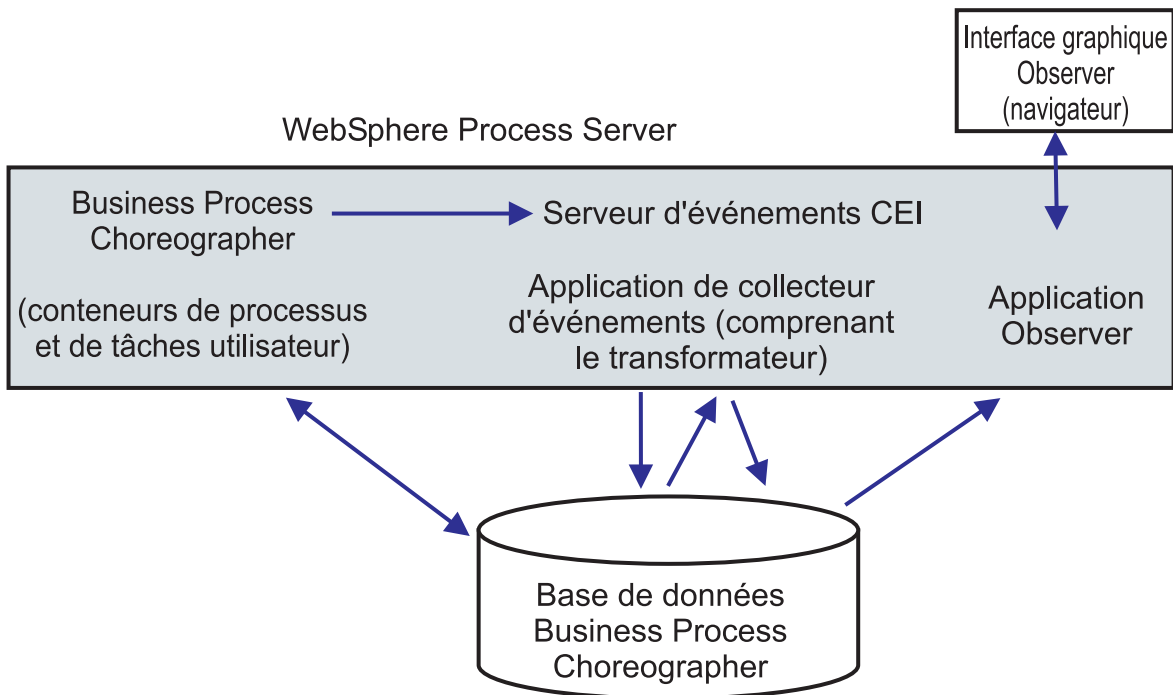 Interface graphique
Observer
(navigateur)
WebSphere Process Server
Business Process
Choreographer
Serveur d'événements CEI
(conteneurs de processus
et de tâches utilisateur)
Application de collecteur
d'événements (comprenant
le transformateur)
Application
Observer
Base de données
Business Process
Choreographer